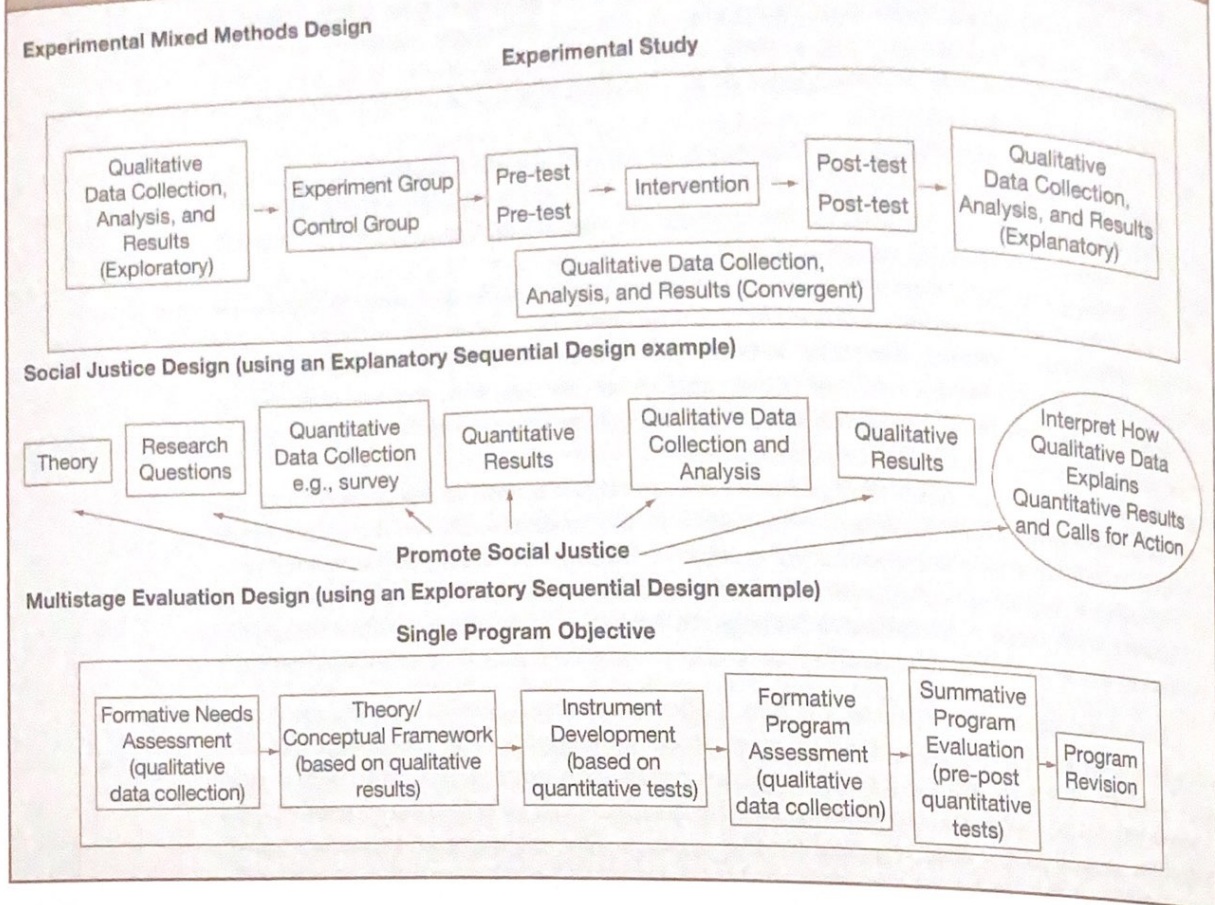 Experimental Mixed Methods Design
Experimental Study
Qualitative
Data Collection,
Analysis, and
Results
(Exploratory)
Experiment Group
Control Group
Pre-test
Pre-test
Intervention
Post-test
Post-test
Qualitative
Data Collection,
Analysis, and Results
(Explanatory)
Qualitative Data Collection,
Analysis, and Results (Convergent)
Social Justice Design (using an Explanatory Sequential Design example)
Theory
Research
Questions
Quantitative
Data Collection
e.g., survey
Quantitative
Results
Qualitative Data
Collection and
Analysis
Qualitative
Results
Interpret How
Qualitative Data
Explains
Quantitative Results
and Calls for Action
Promote Social Justice
Multistage Evaluation Design (using an Exploratory Sequential Design example)
Single Program Objective
Formative Needs
Assessment
(qualitative
data collection)
Theory/
Conceptual Framework
(based on qualitative
results)
Instrument
Development
(based on
quantitative tests)
Formative
Program
Assessment
(qualitative
data collection)
Summative
Program
Evaluation
(pre-post
quantitative
tests)
Program
Revision